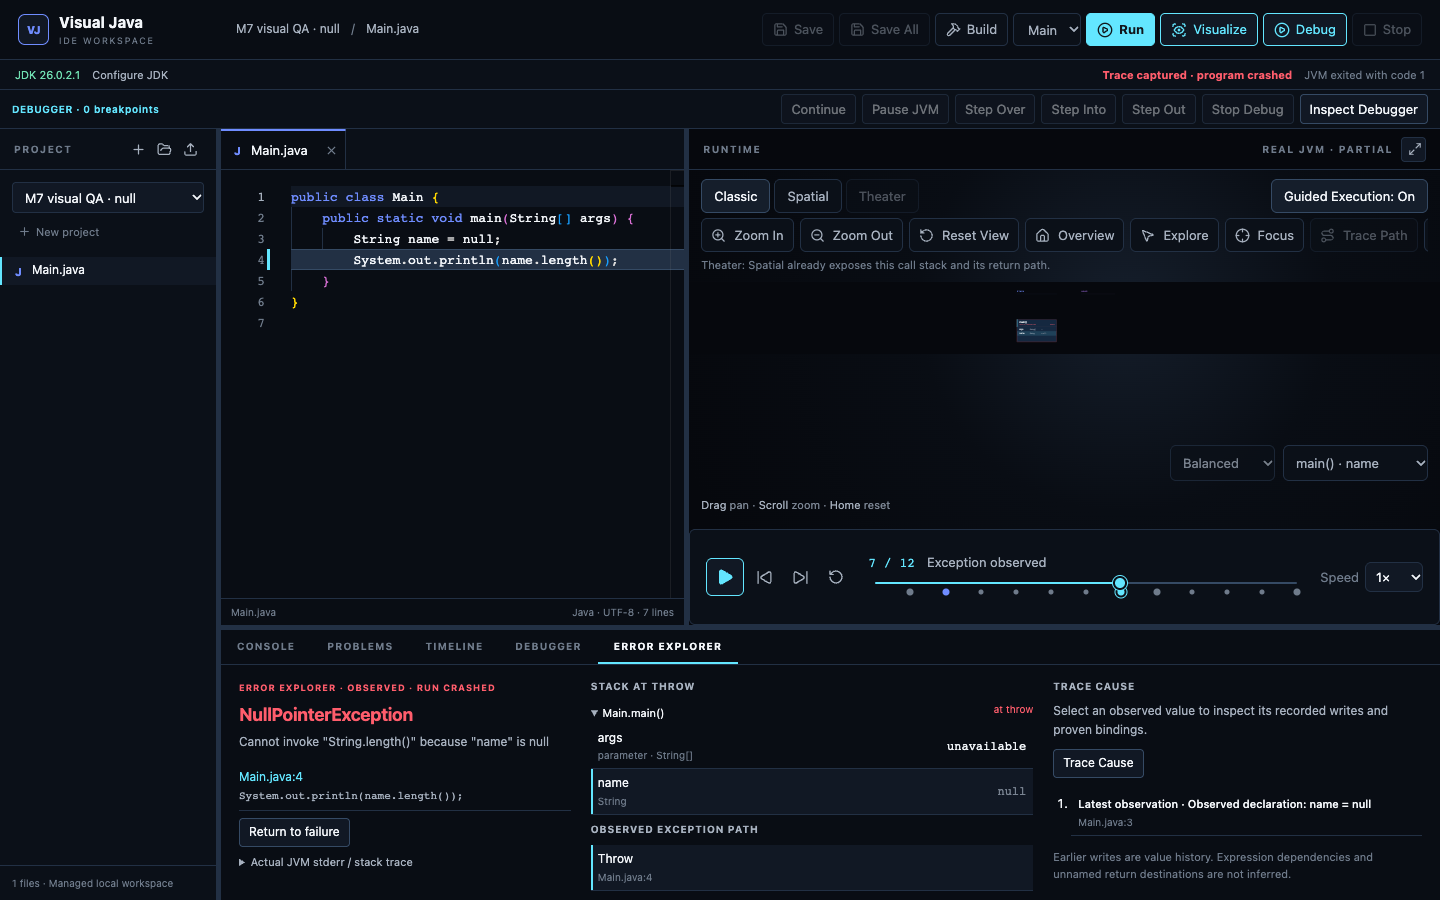 VJ
Visual Java
IDE WORKSPACE
M7 visual QA · null / Main.java
Save
Save All
Build
Main
Run
Visualize
Debug
Stop
JDK 26.0.2.1 Configure JDK
Trace captured · program crashed JVM exited with code 1
DEBUGGER · 0 breakpoints
Continue
Pause JVM
Step Over
Step Into
Step Out
Stop Debug
Inspect Debugger
PROJECT
M7 visual QA · null
New project
J Main.java
1 files · Managed local workspace
J Main.java
1 public class Main {
2 public static void main(String[] args) {
3 String name = null;
4 System.out.println(name.length());
5 }
6 }
7
Main.java
Java · UTF-8 · 7 lines
RUNTIME
REAL JVM · PARTIAL
Classic
Spatial
Theater
Guided Execution: On
Zoom In
Zoom Out
Reset View
Overview
Explore
Focus
Trace Path
Theater: Spatial already exposes this call stack and its return path.
Balanced
main() · name
Drag pan · Scroll zoom · Home reset
7 / 12 Exception observed
Speed
1×
CONSOLE
PROBLEMS
TIMELINE
DEBUGGER
ERROR EXPLORER
ERROR EXPLORER · OBSERVED · RUN CRASHED
NullPointerException
Cannot invoke "String.length()" because "name" is null
Main.java:4
System.out.println(name.length());
Return to failure
Actual JVM stderr / stack trace
STACK AT THROW
Main.main()
at throw
args
parameter · String[]
unavailable
name
String
null
OBSERVED EXCEPTION PATH
Throw
Main.java:4
TRACE CAUSE
Select an observed value to inspect its recorded writes and
proven bindings.
Trace Cause
1. Latest observation · Observed declaration: name = null
Main.java:3
Earlier writes are value history. Expression dependencies and
unnamed return destinations are not inferred.